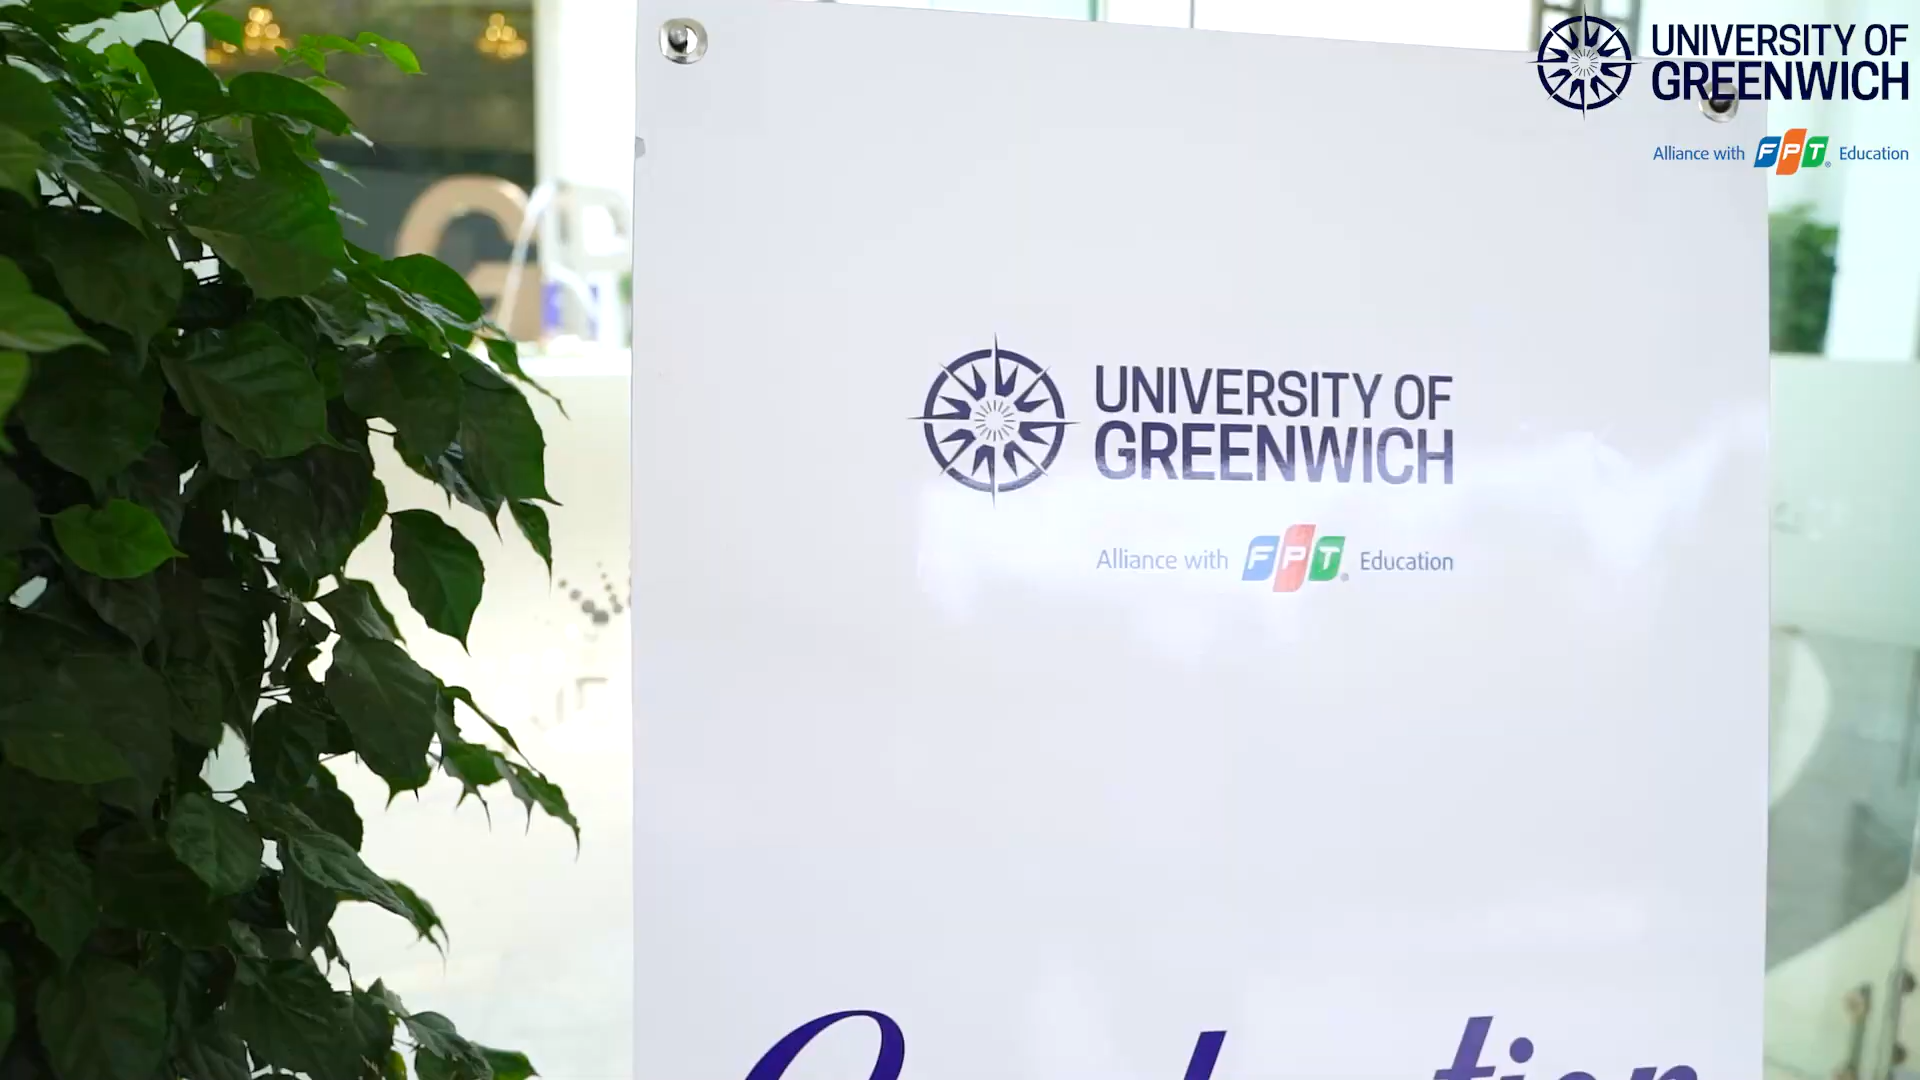 UNIVERSITY OF
GREENWICH
Alliance with FPT Education
UNIVERSITY OF
GREENWICH
Alliance with FPT Education